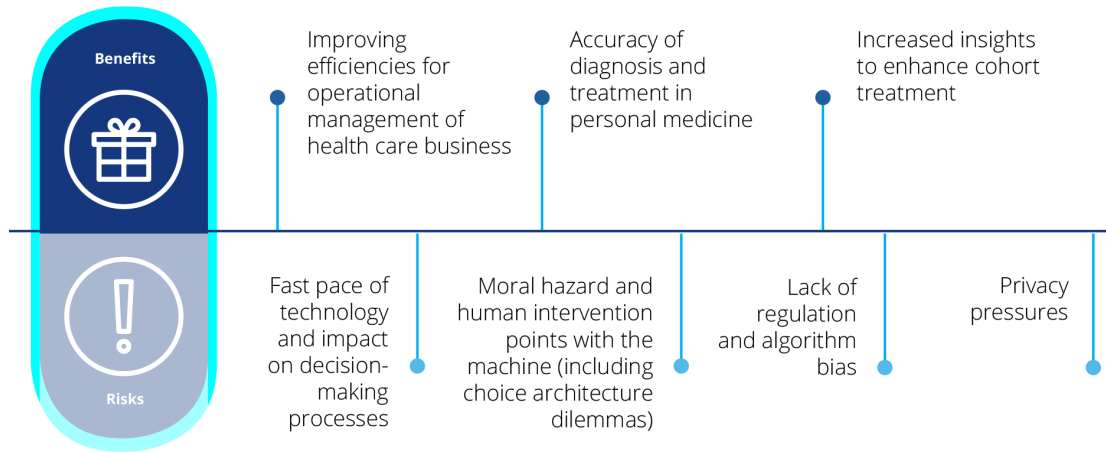 Benefits
Improving
efficiencies for
operational
management of
health care business
Accuracy of
diagnosis and
treatment in
personal medicine
Increased insights
to enhance cohort
treatment
Risks
Fast pace of
technology
and impact
on decision-
making
processes
Moral hazard and
human intervention
points with the
machine (including
choice architecture
dilemmas)
Lack of
regulation
and algorithm
bias
Privacy
pressures